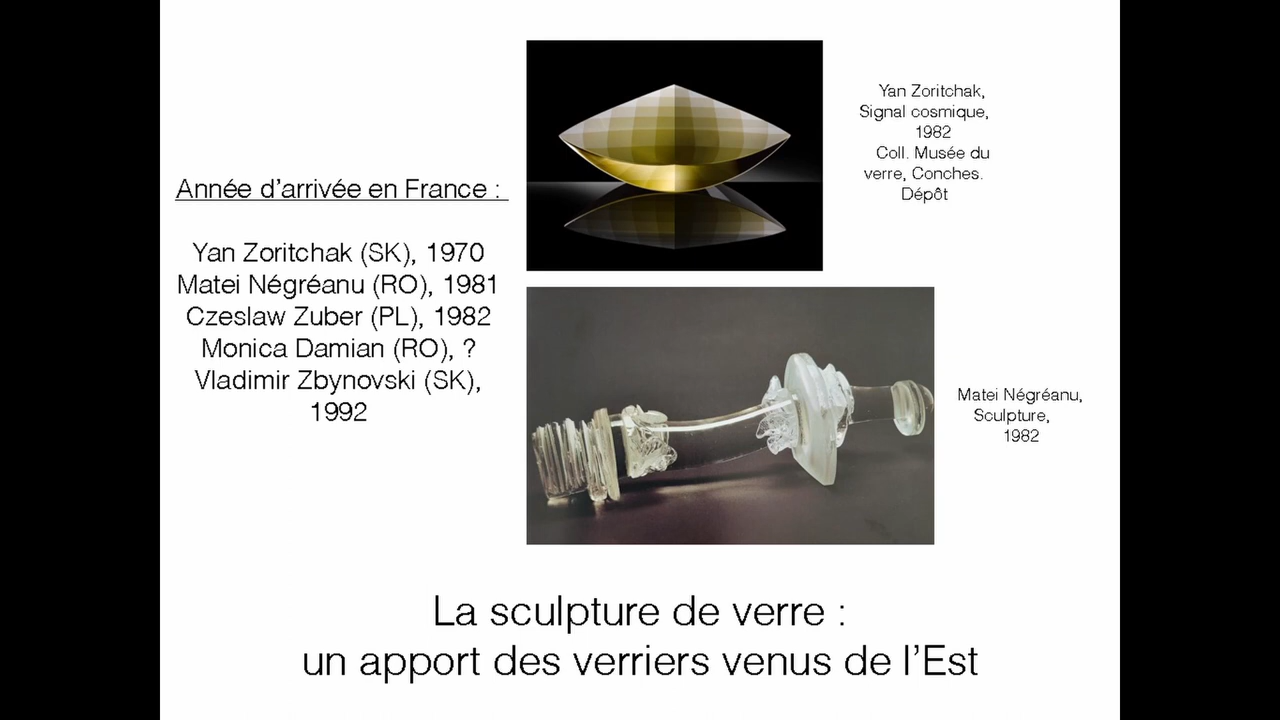 Année d'arrivée en France :
Yan Zoritchak (SK), 1970
Matei Négréanu (RO), 1981
Czeslaw Zuber (PL), 1982
Monica Damian (RO), ?
Vladimir Zbynovski (SK),
1992
Yan Zoritchak,
Signal cosmique,
1982
Coll. Musée du
verre, Conches.
Dépôt
Matei Négréanu,
Sculpture,
1982
La sculpture de verre :
un apport des verriers venus de l'Est